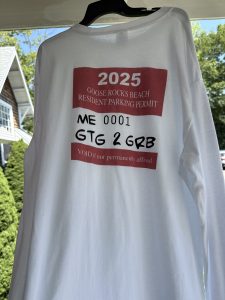 2025
GOOSE ROCKS BEACH
RESIDENT PARKING PERMIT
ME 0001
GTG 2 GRB
VOID if not permanently affixed